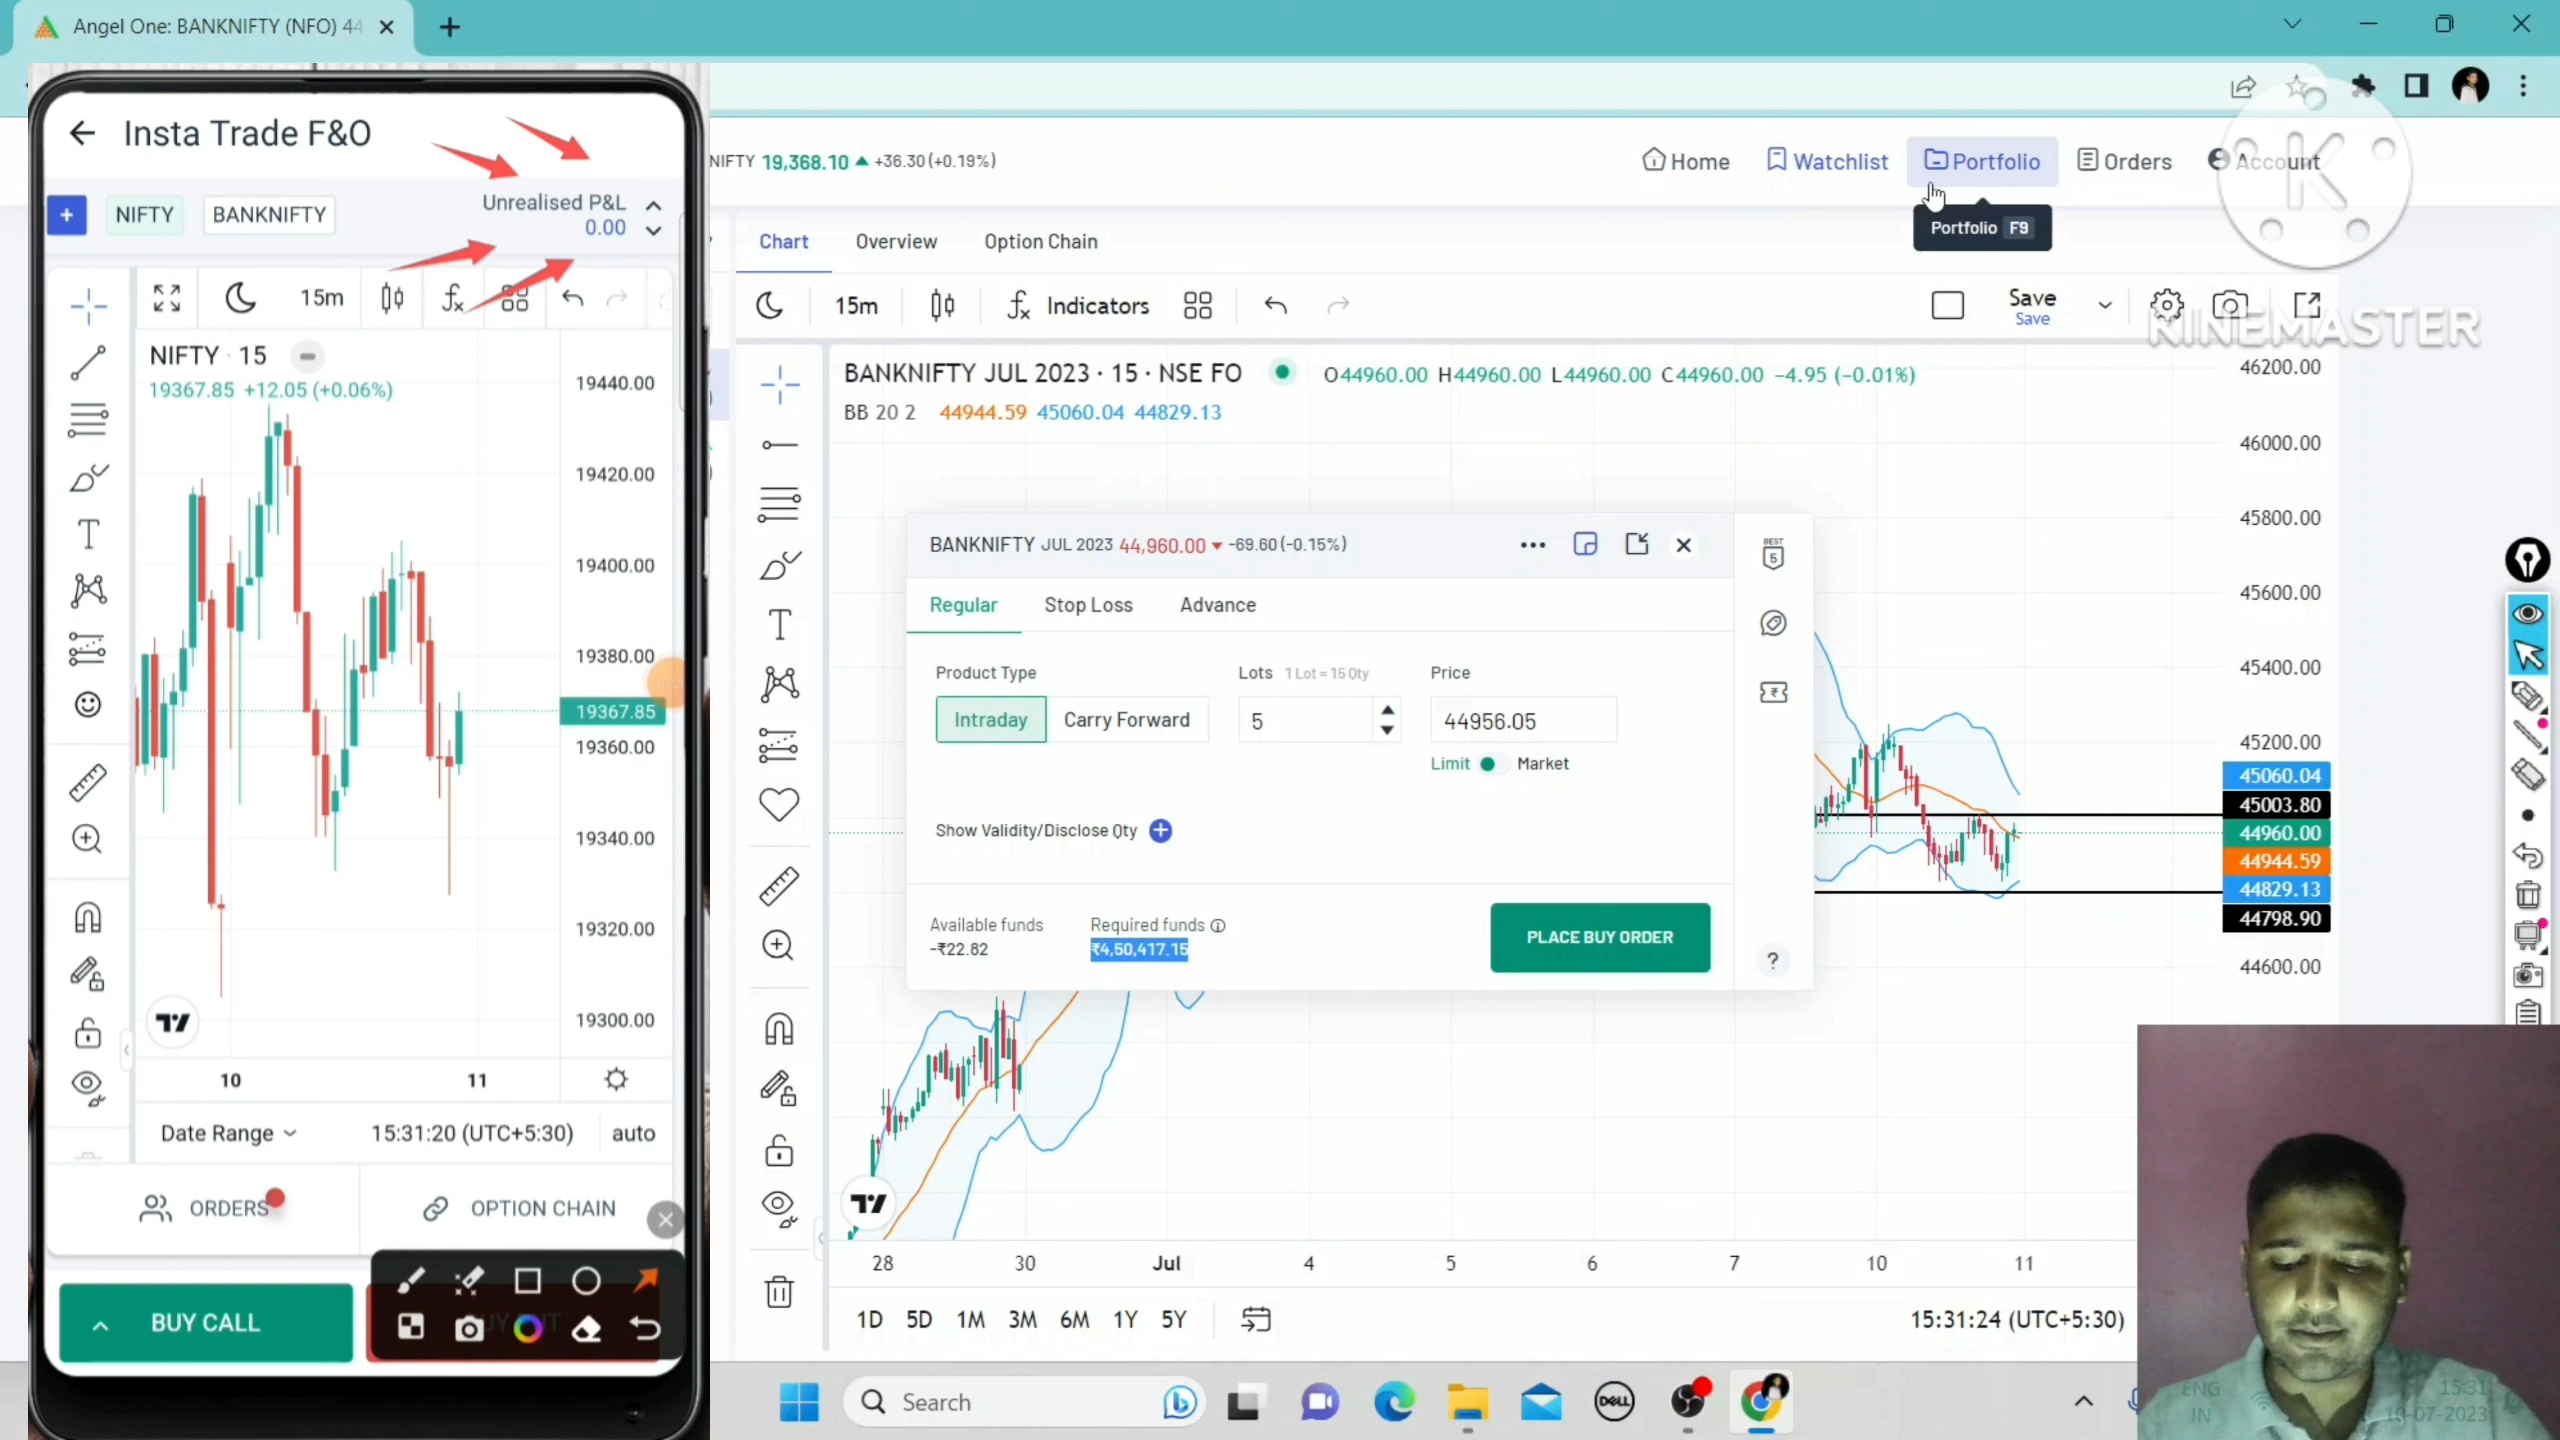 Angel One: BANKNIFTY (NFO) 44
Insta Trade F&O
NIFTY
BANKNIFTY
Unrealised P&L
0.00
15m
NIFTY · 15
19367.85 +12.05 (+0.06%)
19440.00
19420.00
19400.00
19380.00
19367.85
19360.00
19340.00
19320.00
19300.00
10 11
Date Range
15:31:20 (UTC+5:30)
auto
ORDERS
OPTION CHAIN
BUY CALL
NIFTY 19,368.10 +36.30 (+0.19%)
Home
Watchlist
Portfolio
Orders
Account
Portfolio F9
K
KINEMASTER
Chart
Overview
Option Chain
15m
Indicators
Save
Save
BANKNIFTY JUL 2023 · 15 · NSE FO
O44960.00 H44960.00 L44960.00 C44960.00 −4.95 (−0.01%)
BB 20 2 44944.59 45060.04 44829.13
46200.00
46000.00
45800.00
45600.00
45400.00
45200.00
45060.04
45003.80
44960.00
44944.59
44829.13
44798.90
44600.00
BANKNIFTY JUL 2023 44,960.00 -69.60 (-0.15%)
BEST
5
Regular
Stop Loss
Advance
Product Type
Lots 1 Lot = 15 Qty
Price
Intraday
Carry Forward
5
44956.05
Limit
Market
Show Validity/Disclose Qty
Available funds
-₹22.82
Required funds
₹4,50,417.15
PLACE BUY ORDER
?
28 30 Jul 4 5 6 7 10 11
1D 5D 1M 3M 6M 1Y 5Y
15:31:24 (UTC+5:30)
Search
DELL
ENG
IN
15:31
10-07-2023